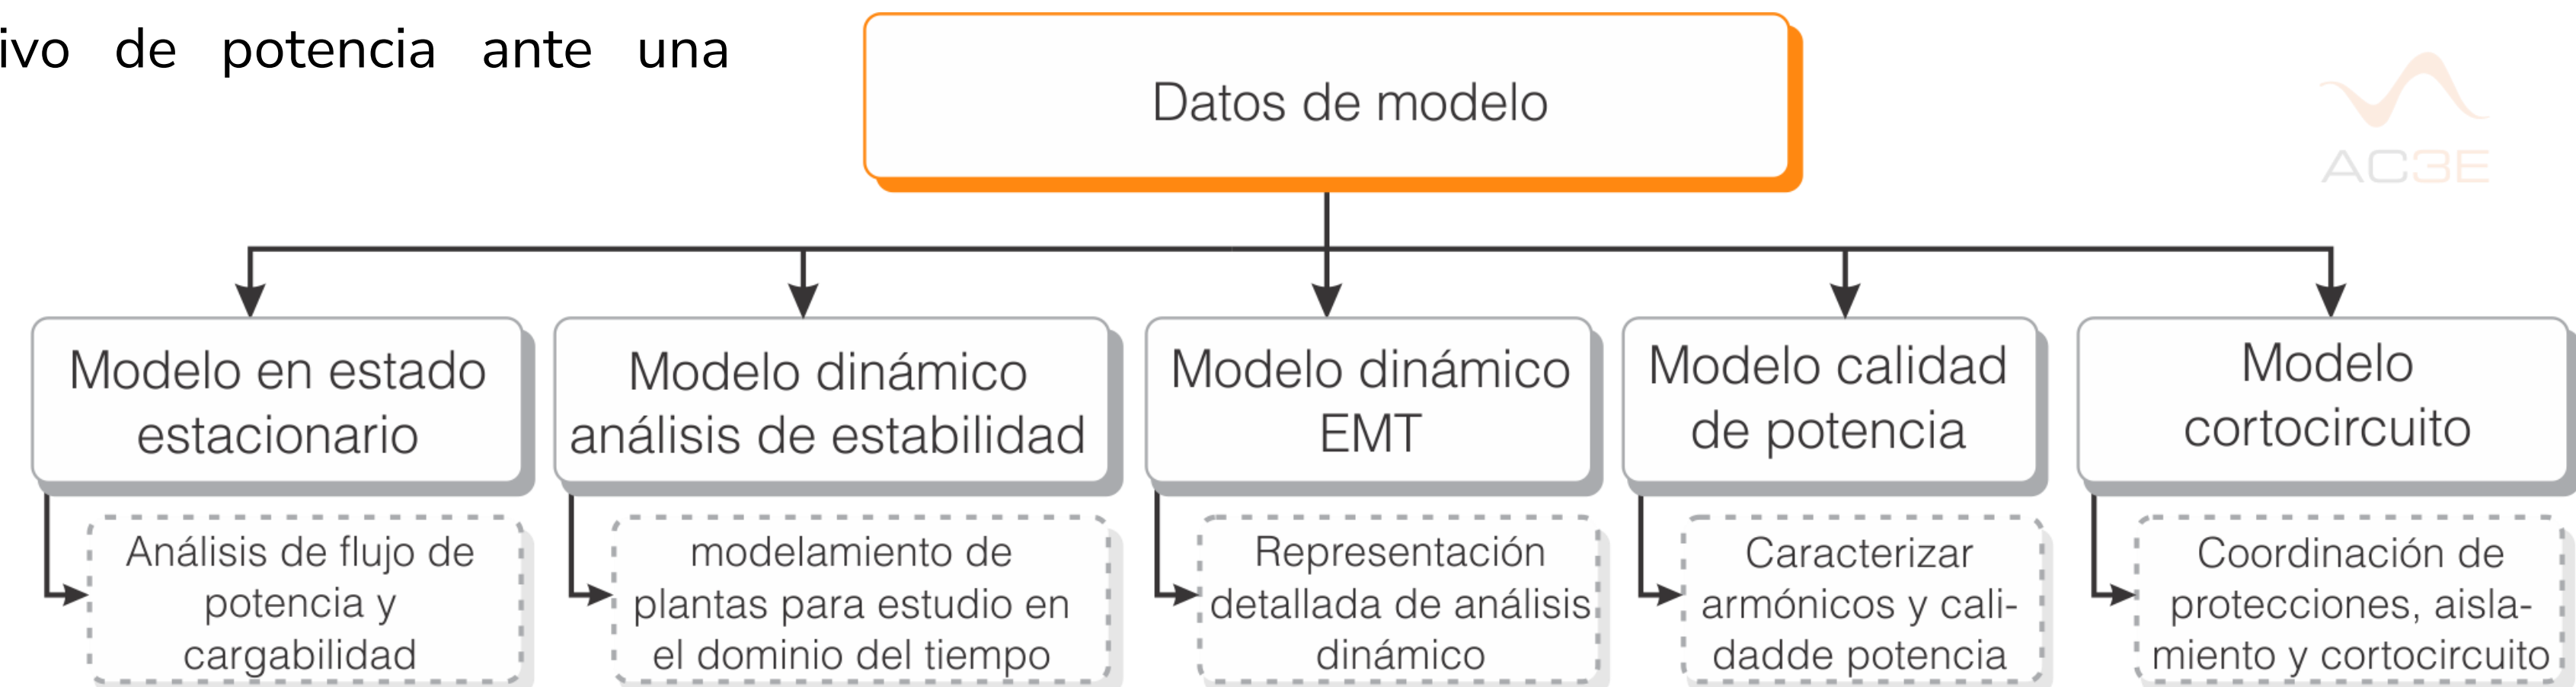 ivo de potencia ante una
Datos de modelo
AC3E
Modelo en estado
estacionario
Modelo dinámico
análisis de estabilidad
Modelo dinámico
EMT
Modelo calidad
de potencia
Modelo
cortocircuito
Análisis de flujo de
potencia y
cargabilidad
modelamiento de
plantas para estudio en
el dominio del tiempo
Representación
detallada de análisis
dinámico
Caracterizar
armónicos y cali-
dadde potencia
Coordinación de
protecciones, aisla-
miento y cortocircuito